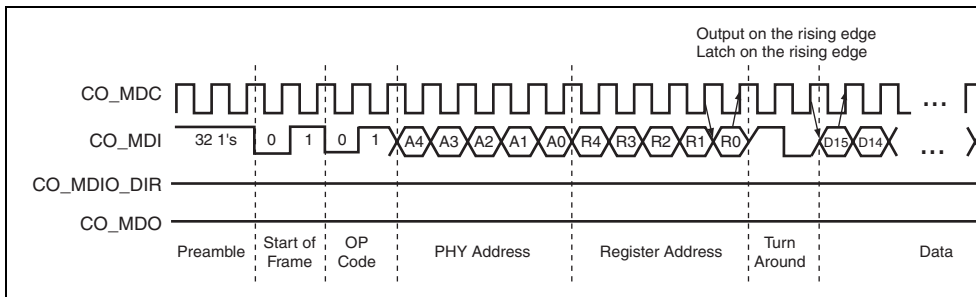 Output on the rising edge
Latch on the rising edge
CO_MDC
...
CO_MDI
32 1's 0 1 0 1 A4 A3 A2 A1 A0 R4 R3 R2 R1 R0 D15 D14 ...
CO_MDIO_DIR
CO_MDO
Preamble
Start of
Frame
OP
Code
PHY Address
Register Address
Turn
Around
Data